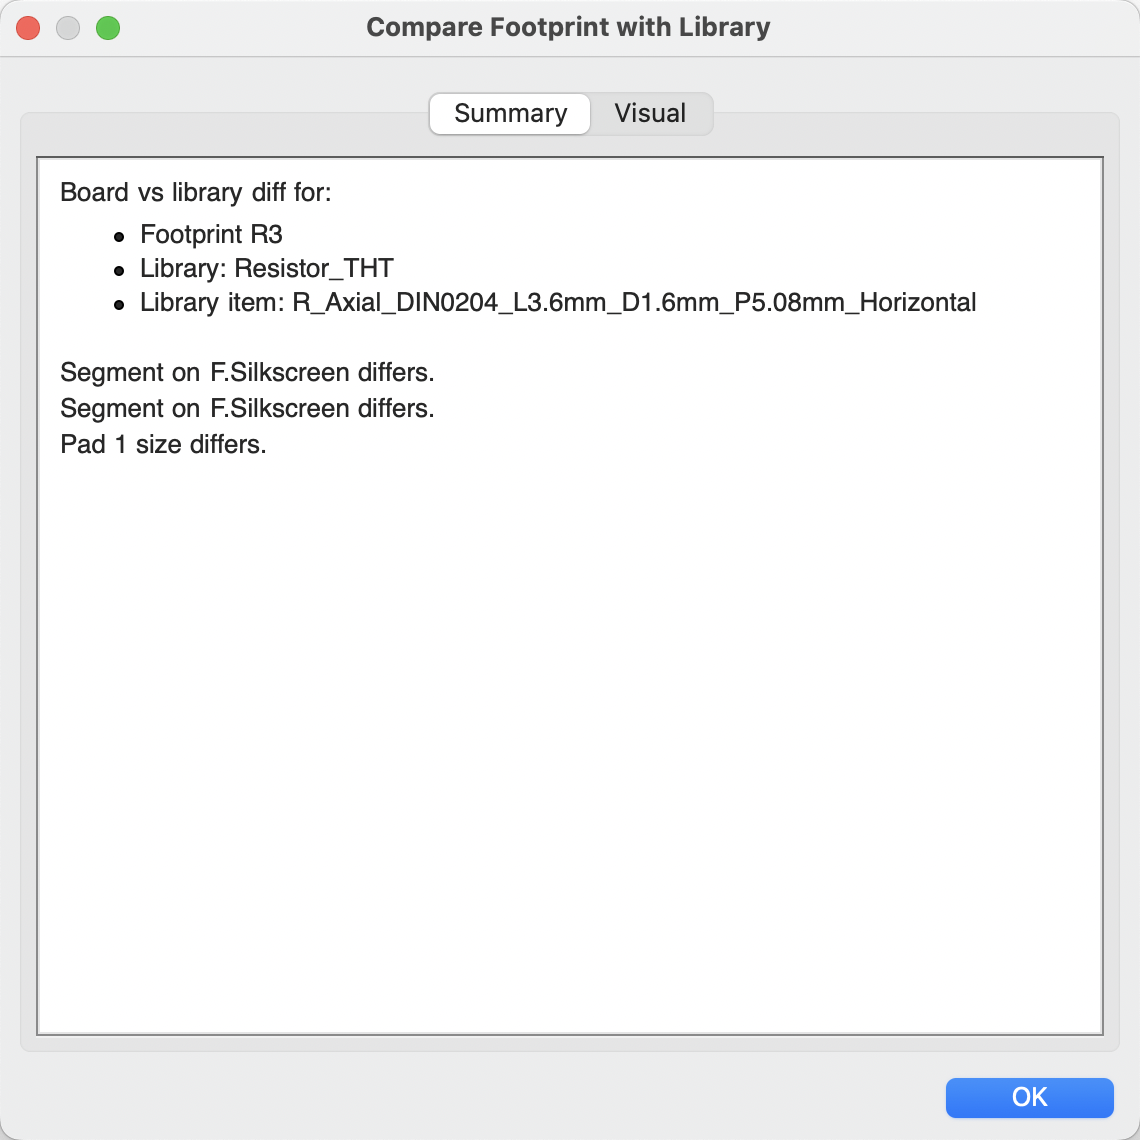 Compare Footprint with Library
Summary
Visual
Board vs library diff for:
• Footprint R3
• Library: Resistor_THT
• Library item: R_Axial_DIN0204_L3.6mm_D1.6mm_P5.08mm_Horizontal
Segment on F.Silkscreen differs.
Segment on F.Silkscreen differs.
Pad 1 size differs.
OK